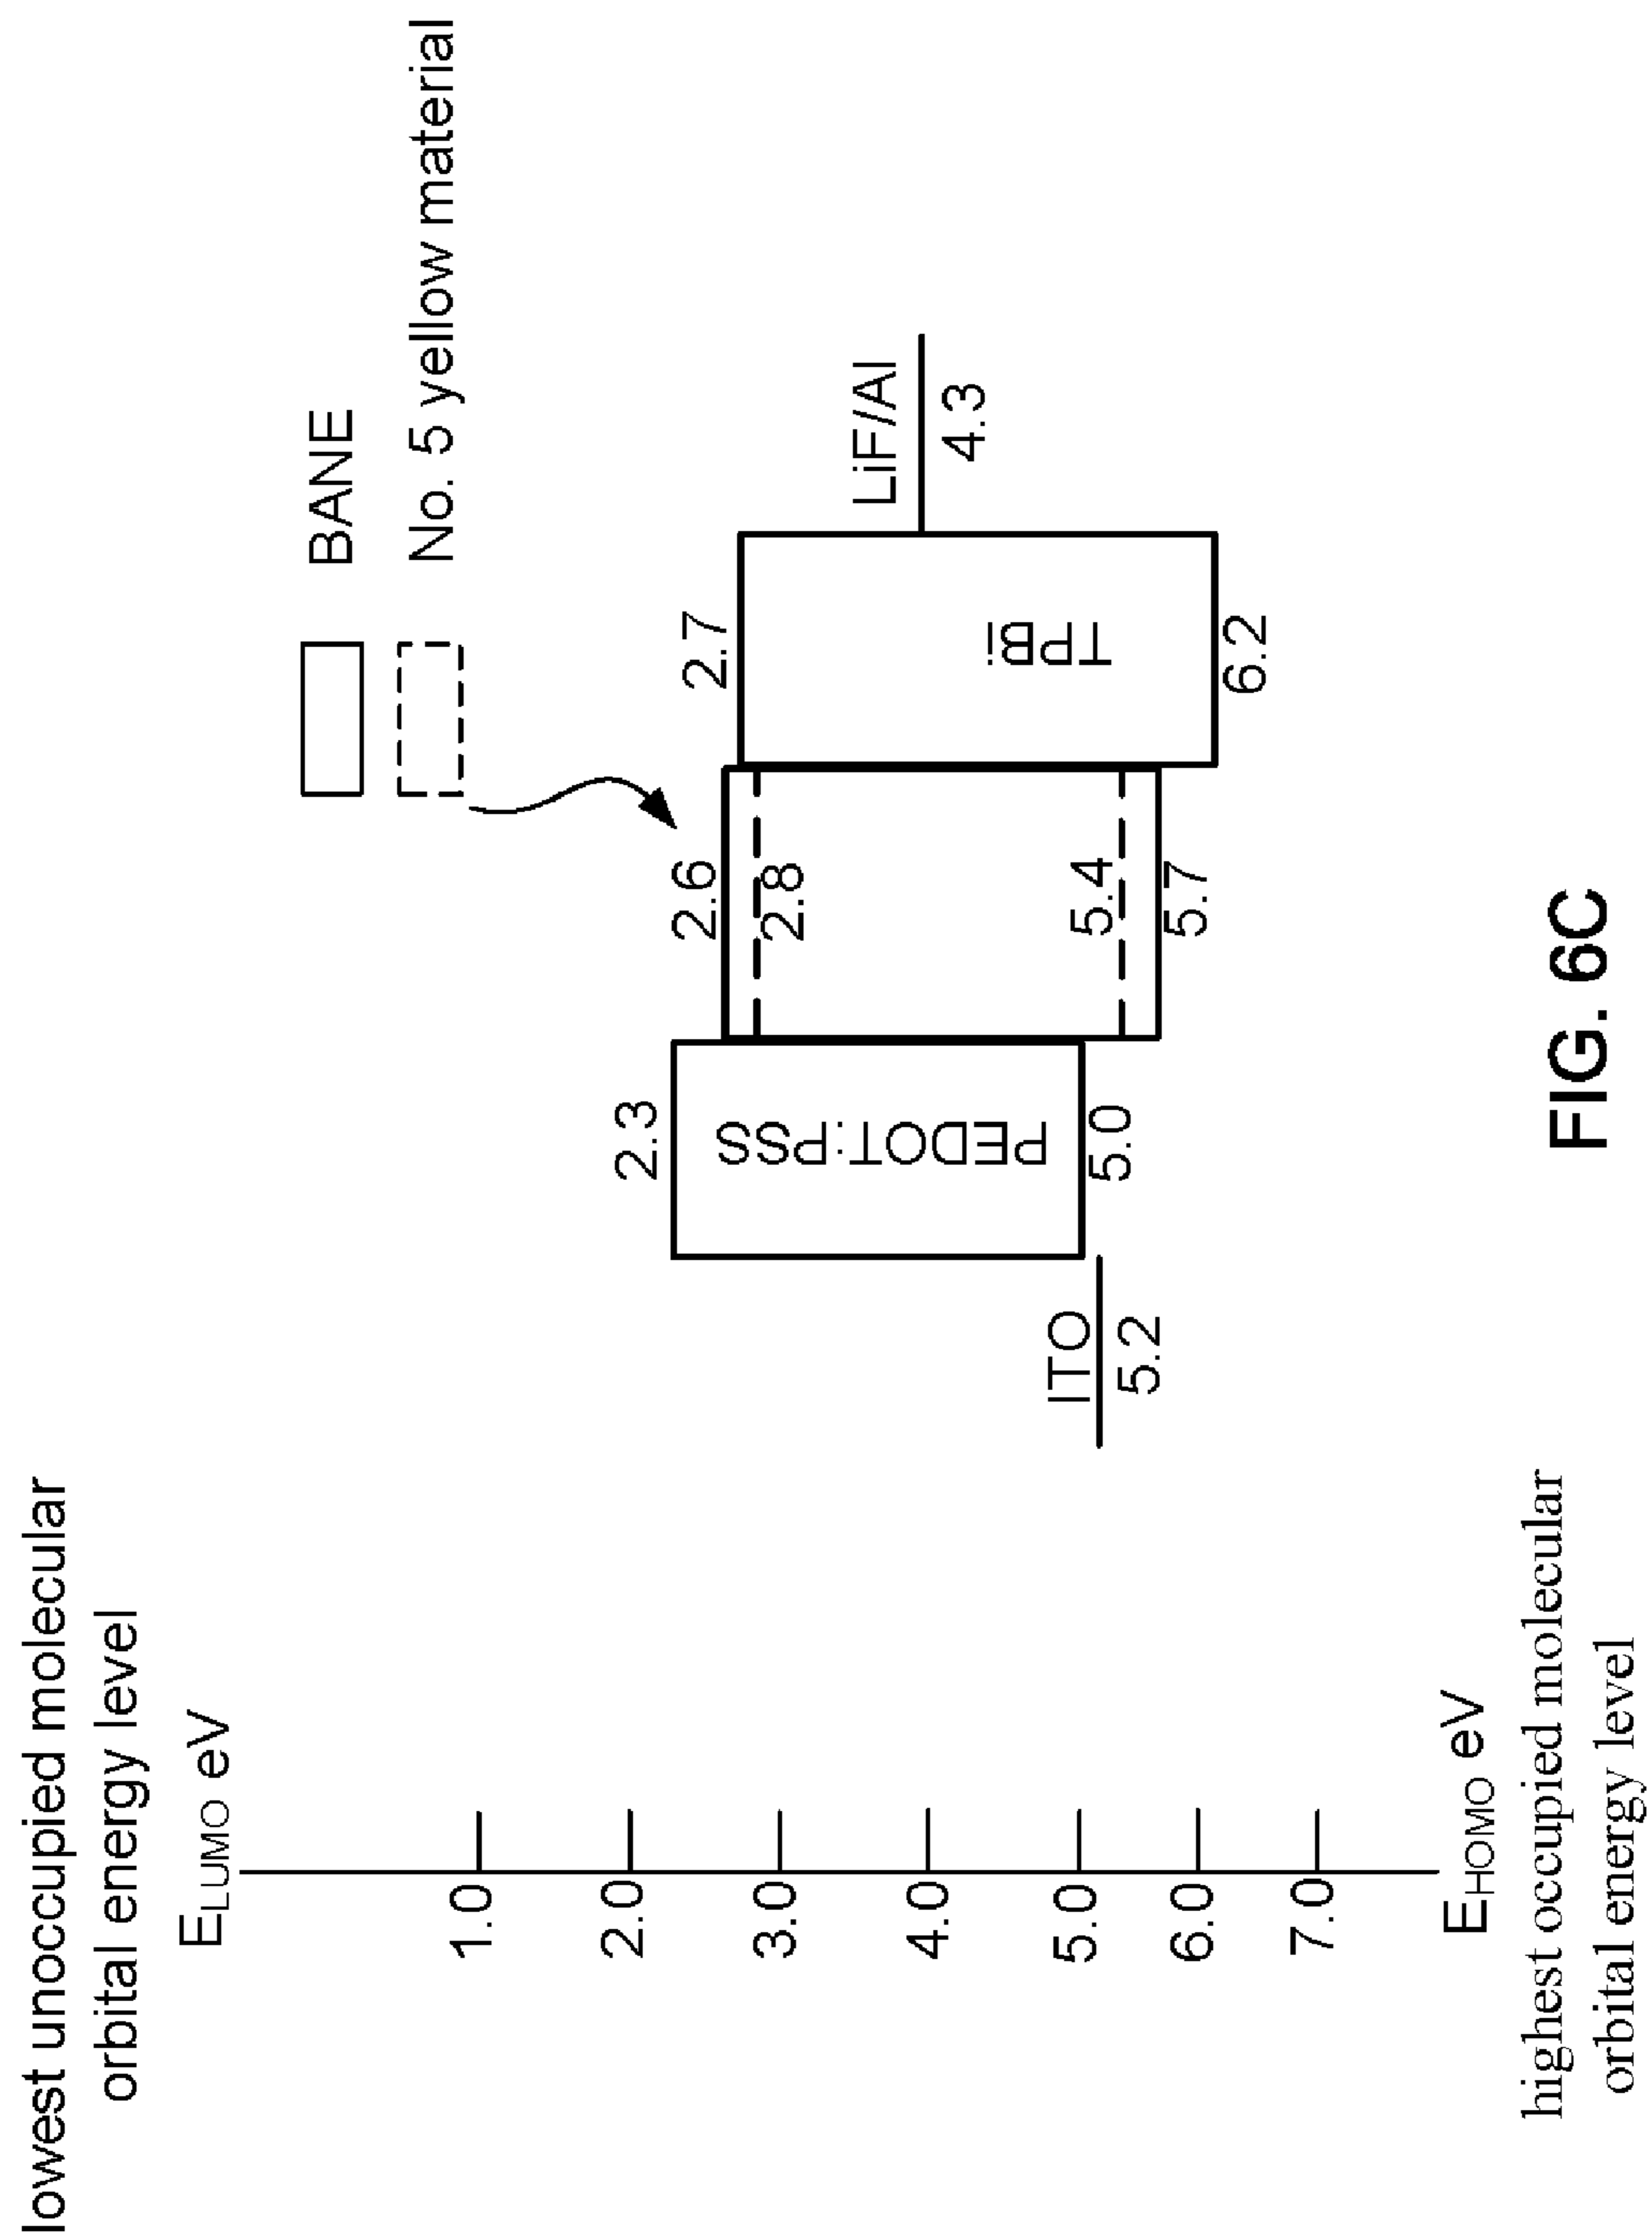 lowest unoccupied molecular
orbital energy level
ELUMO eV
1.0
2.0
3.0
4.0
5.0
6.0
7.0
EHOMO eV
highest occupied molecular
orbital energy level
ITO
5.2
2.3
PEDOT:PSS
5.0
2.6
2.8
5.4
5.7
2.7
TPBi
6.2
LiF/Al
4.3
BANE
No. 5 yellow material
FIG. 6C